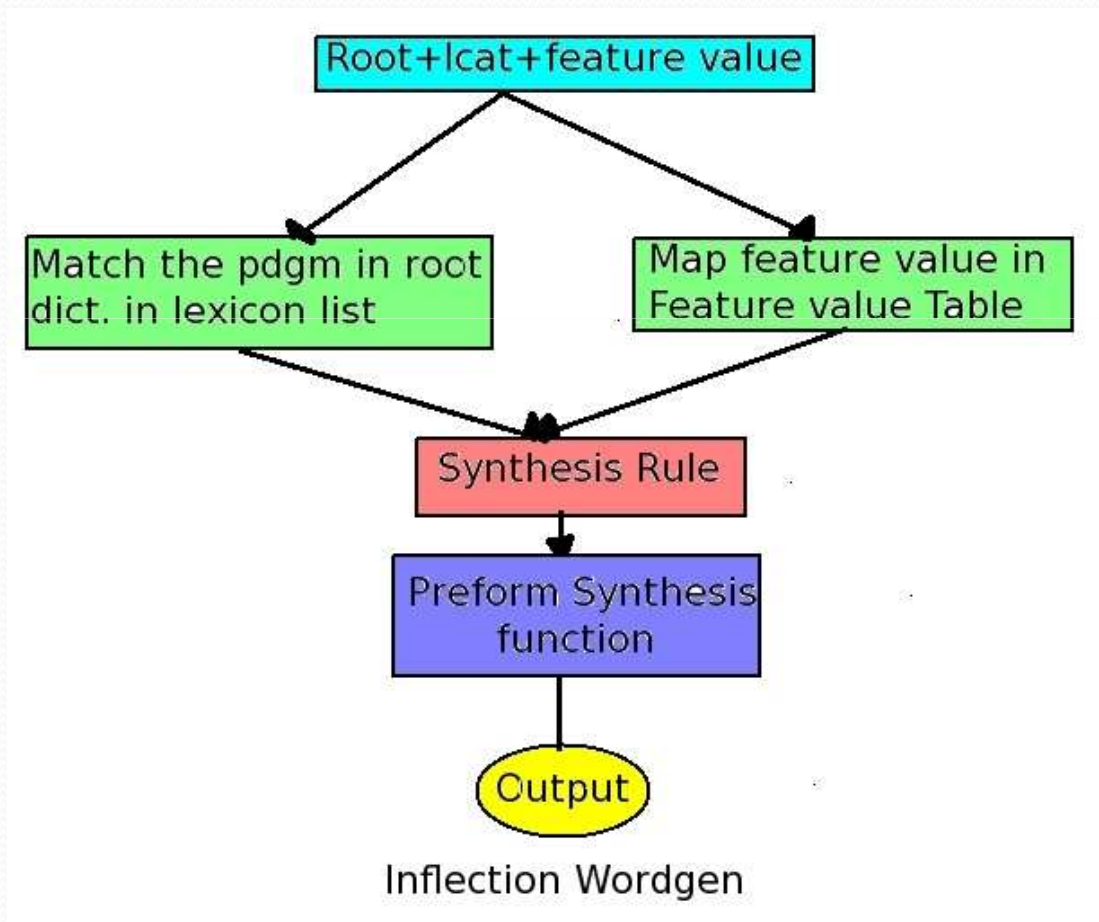 Root+lcat+feature value
Match the pdgm in root
dict. in lexicon list
Map feature value in
Feature value Table
Synthesis Rule
Preform Synthesis
function
Output
Inflection Wordgen